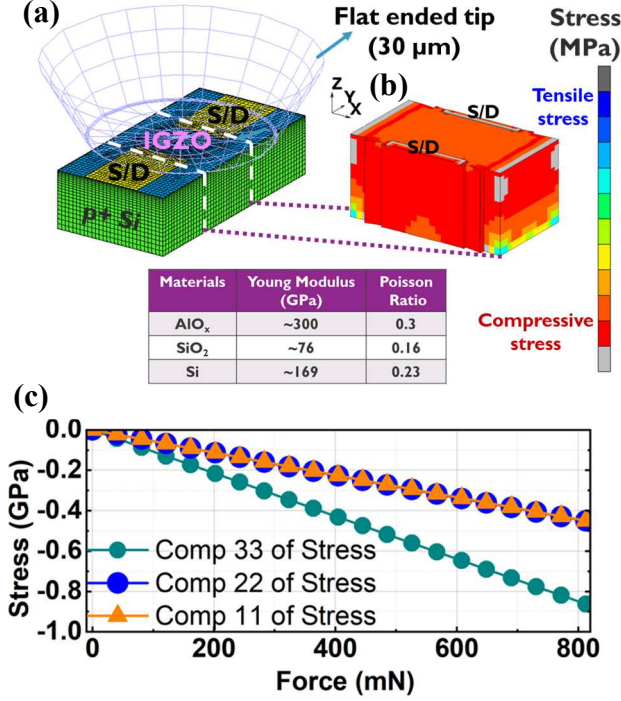 (a)
Flat ended tip
(30 µm)
Stress
(MPa)
S/D
IGZO
S/D
p+ Si
Z
Y
X
(b)
S/D
S/D
Tensile
stress
Compressive
stress
Materials Young Modulus (GPa) Poisson Ratio
AlOx ~300 0.3
SiO2 ~76 0.16
Si ~169 0.23
(c)
Stress (GPa)
0.0
-0.2
-0.4
-0.6
-0.8
-1.0
Comp 33 of Stress
Comp 22 of Stress
Comp 11 of Stress
0 200 400 600 800
Force (mN)